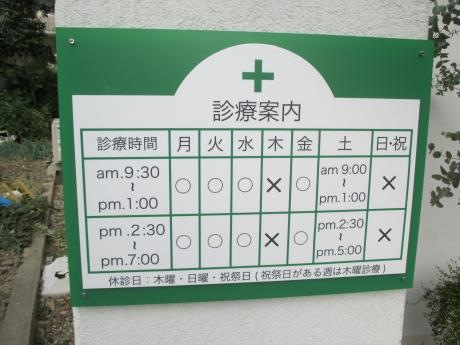 診療案内
診療時間 月 火 水 木 金 土 日・祝
am.9:30～pm.1:00 ○ ○ ○ × ○ am 9:00～pm.1:00 ×
pm.2:30～pm.7:00 ○ ○ ○ × ○ pm.2:30～pm.5:00 ×
休診日：木曜・日曜・祝祭日(祝祭日がある週は木曜診療)